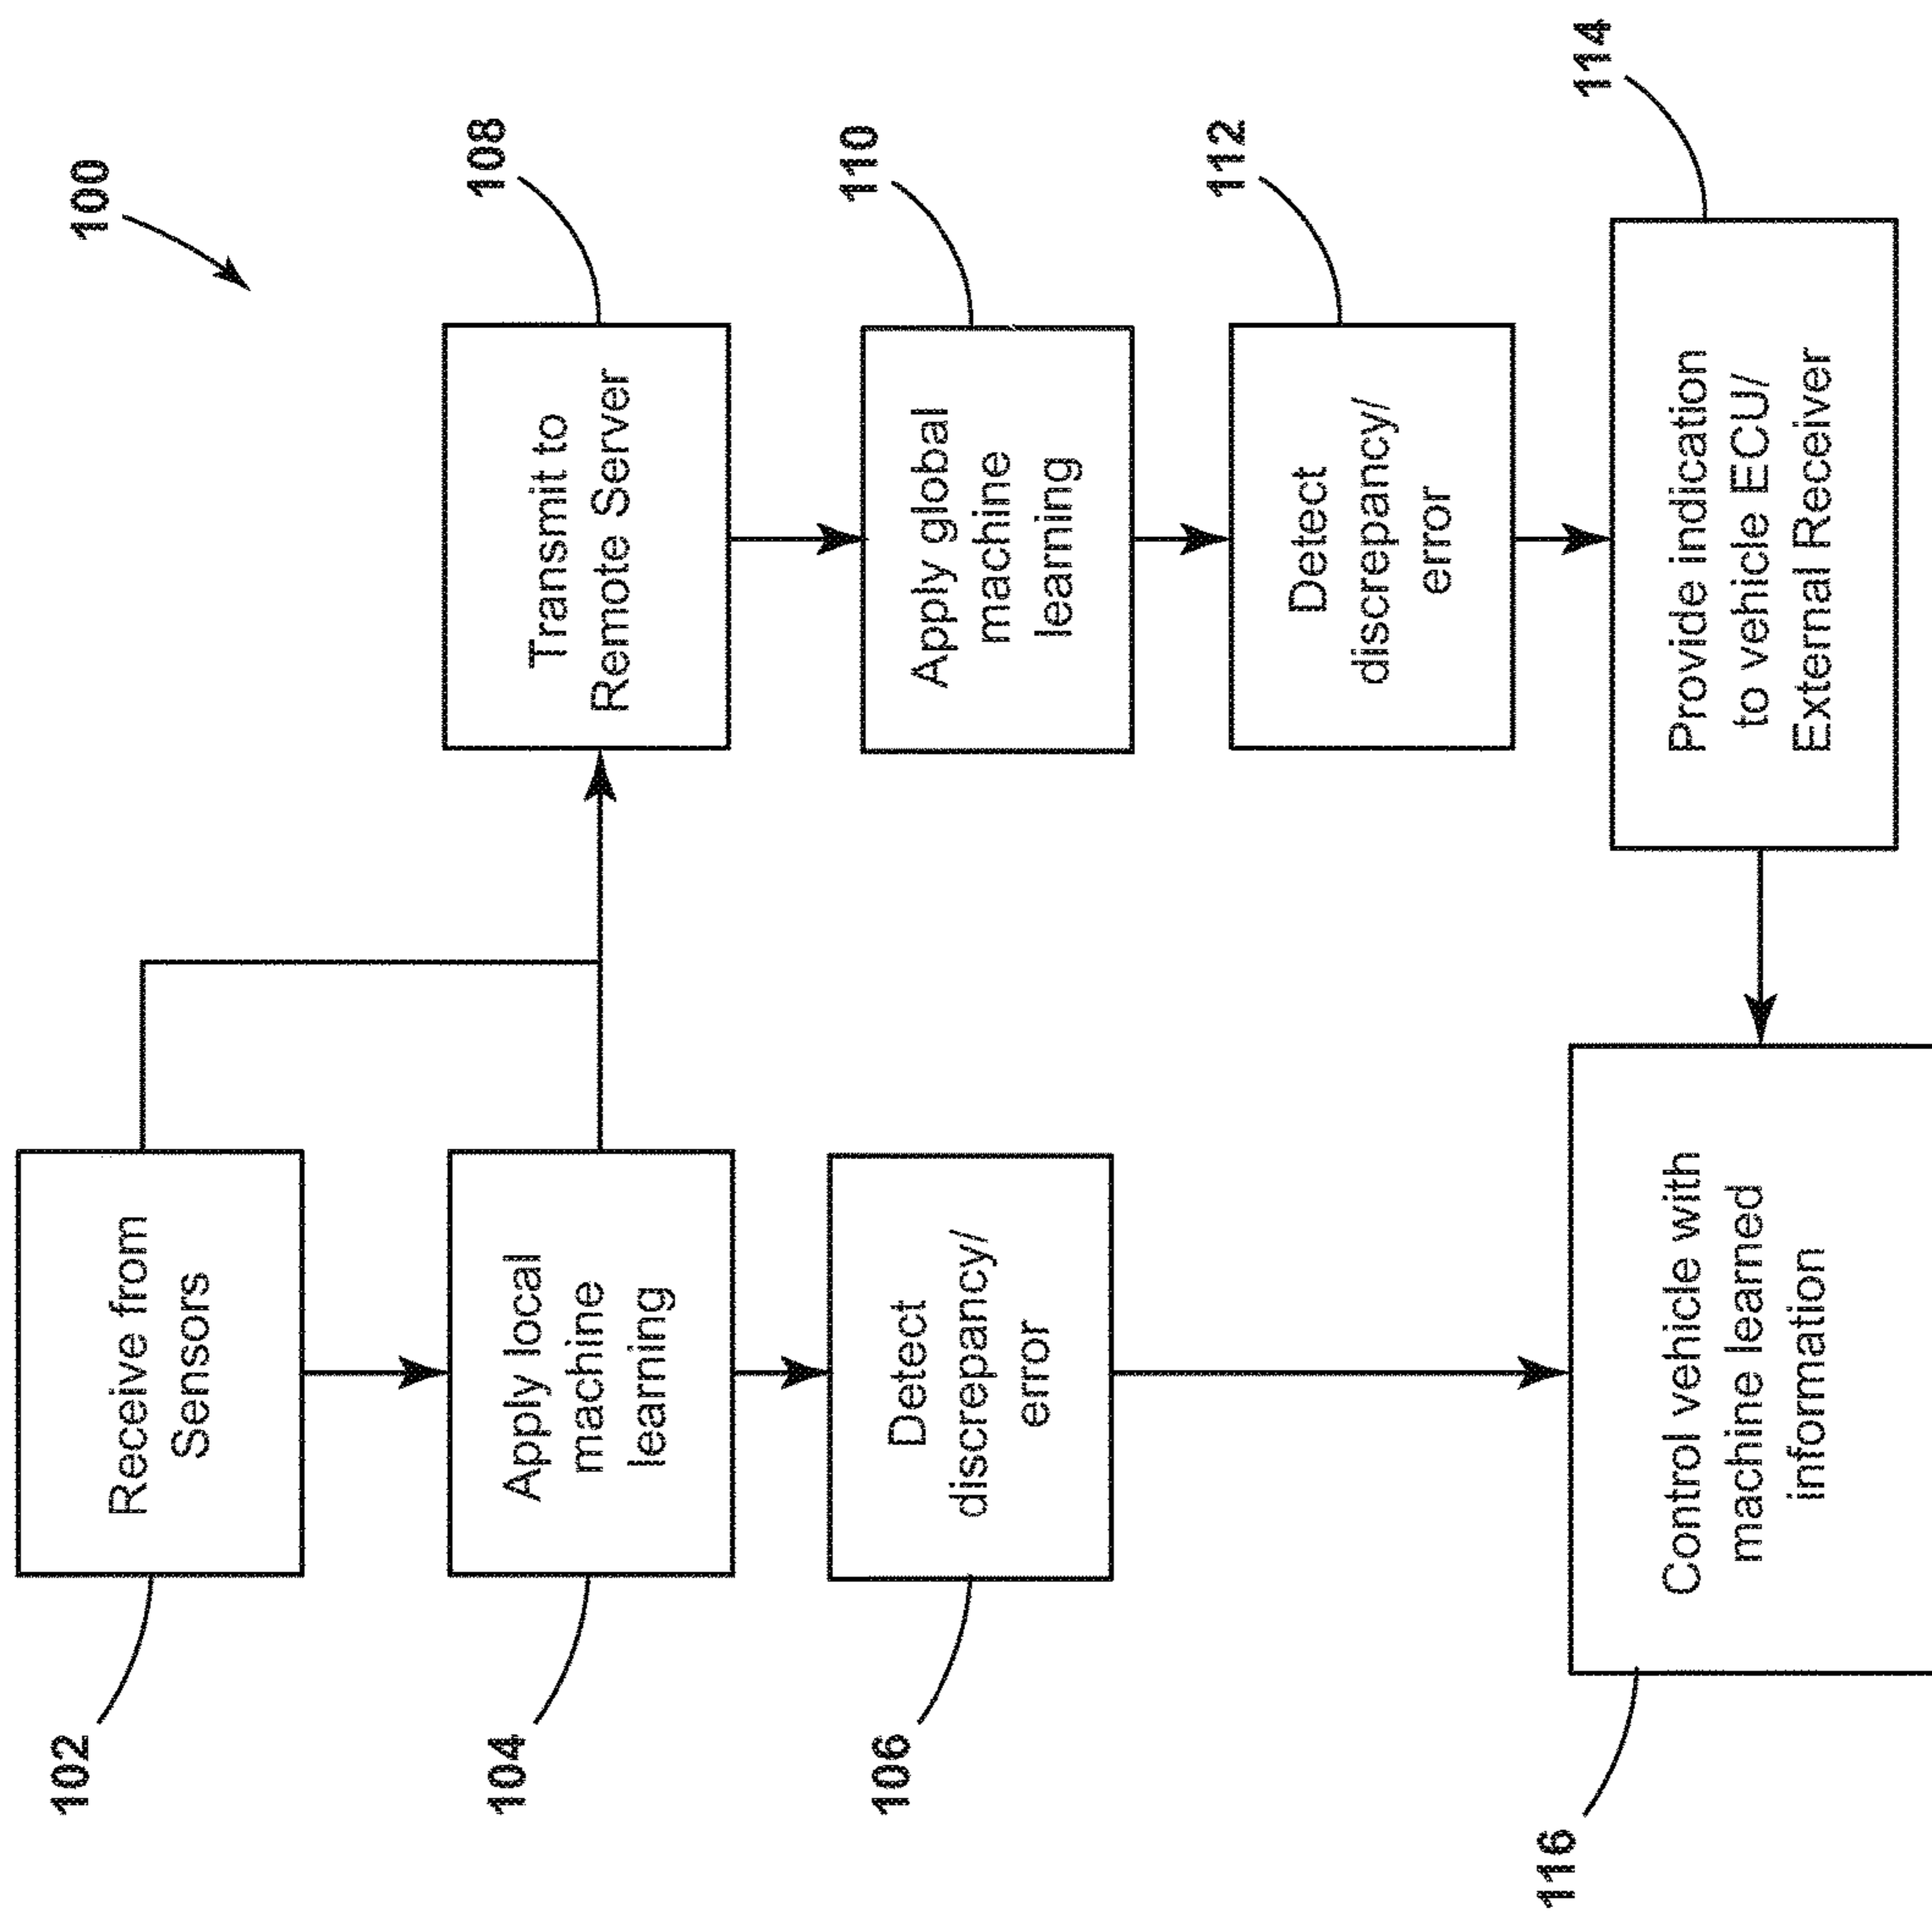 100
102
Receive from
Sensors
104
Apply local
machine
learning
106
Detect
discrepancy/
error
108
Transmit to
Remote Server
110
Apply global
machine
learning
112
Detect
discrepancy/
error
114
Provide indication
to vehicle ECU/
External Receiver
116
Control vehicle with
machine learned
information